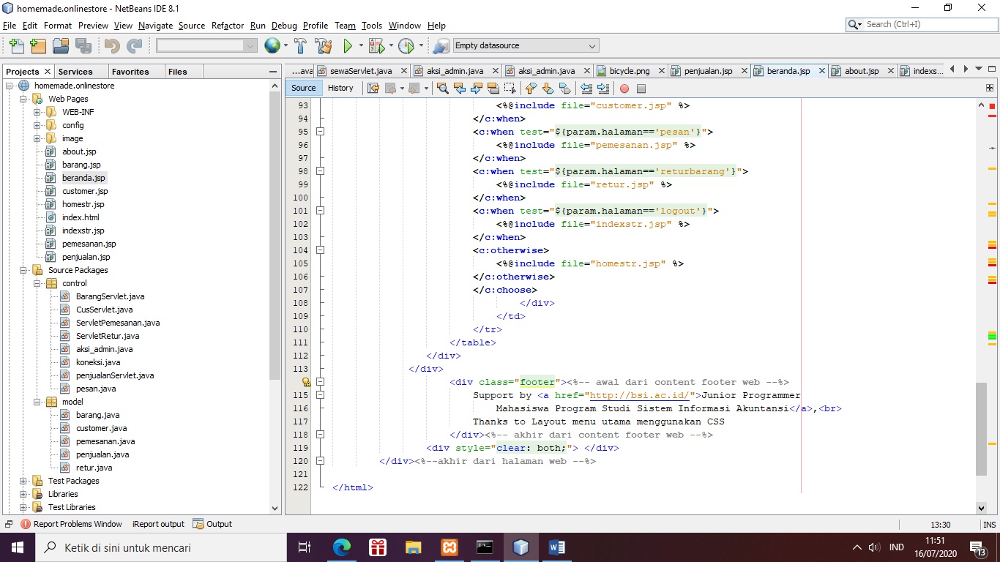 homemade.onlinestore - NetBeans IDE 8.1
File Edit Format Preview View Navigate Source Refactor Run Debug Profile Team Tools Window Help
Search (Ctrl+I)
Empty datasource
Projects Services Favorites Files
...ava sewaServlet.java aksi_admin.java aksi_admin.java bicycle.png penjualan.jsp beranda.jsp about.jsp indexs...
Source History
homemade.onlinestore
Web Pages
WEB-INF
config
image
about.jsp
barang.jsp
beranda.jsp
customer.jsp
homestr.jsp
index.html
indexstr.jsp
pemesanan.jsp
penjualan.jsp
Source Packages
control
BarangServlet.java
CusServlet.java
ServletPemesanan.java
ServletRetur.java
aksi_admin.java
koneksi.java
penjualanServlet.java
pesan.java
model
barang.java
customer.java
pemesanan.java
penjualan.java
retur.java
Test Packages
Libraries
Test Libraries
93 <%@include file="customer.jsp" %>
94 </c:when>
95 <c:when test="${param.halaman=='pesan'}">
96 <%@include file="pemesanan.jsp" %>
97 </c:when>
98 <c:when test="${param.halaman=='returbarang'}">
99 <%@include file="retur.jsp" %>
100 </c:when>
101 <c:when test="${param.halaman=='logout'}">
102 <%@include file="indexstr.jsp" %>
103 </c:when>
104 <c:otherwise>
105 <%@include file="homestr.jsp" %>
106 </c:otherwise>
107 </c:choose>
108 </div>
109 </td>
110 </tr>
111 </table>
112 </div>
113 </div>
<div class="footer"><%-- awal dari content footer web --%>
115 Support by <a href="http://bsi.ac.id/">Junior Programmer
116 Mahasiswa Program Studi Sistem Informasi Akuntansi</a>,<br>
117 Thanks to Layout menu utama menggunakan CSS
118 </div><%-- akhir dari content footer web --%>
119 <div style="clear: both;"> </div>
120 </div><%--akhir dari halaman web --%>
121
122 </html>
Report Problems Window iReport output Output
13:30 INS
Ketik di sini untuk mencari
IND
11:51
16/07/2020
13